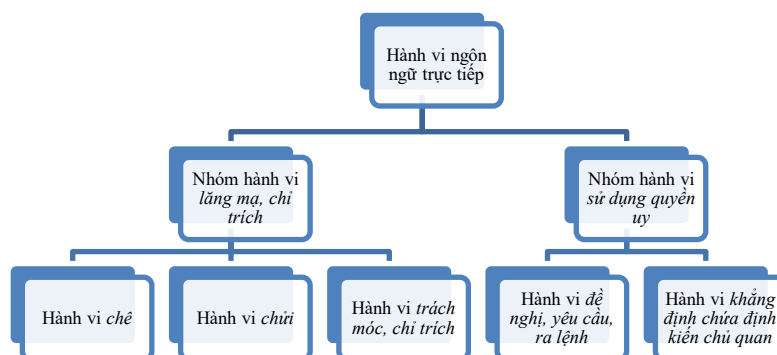 Hành vi ngôn
ngữ trực tiếp
Nhóm hành vi
lăng mạ, chỉ
trích
Nhóm hành vi
sử dụng quyền
uy
Hành vi chê
Hành vi chửi
Hành vi trách
móc, chỉ trích
Hành vi đề
nghị, yêu cầu,
ra lệnh
Hành vi khẳng
định chứa định
kiến chủ quan